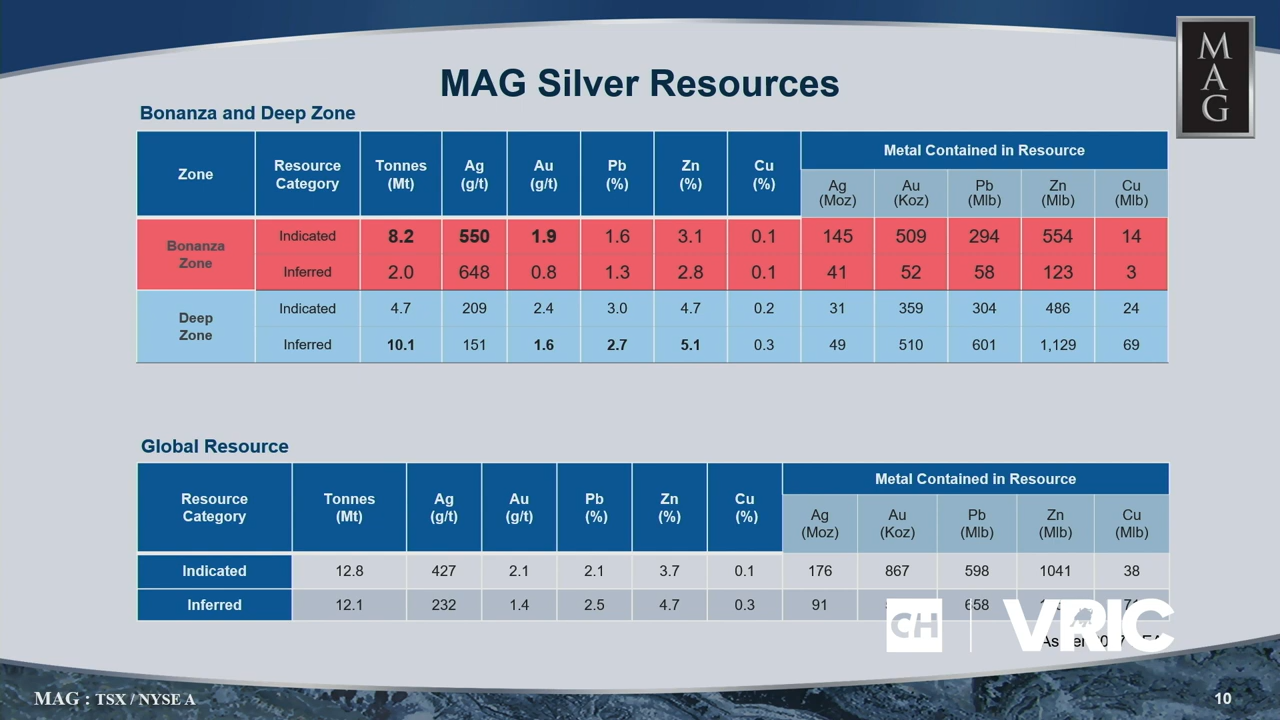 MAG Silver Resources
M
A
G
Bonanza and Deep Zone
Zone Resource Category Tonnes (Mt) Ag (g/t) Au (g/t) Pb (%) Zn (%) Cu (%) Metal Contained in Resource
Ag (Moz) Au (Koz) Pb (Mlb) Zn (Mlb) Cu (Mlb)
Bonanza Zone Indicated 8.2 550 1.9 1.6 3.1 0.1 145 509 294 554 14
Inferred 2.0 648 0.8 1.3 2.8 0.1 41 52 58 123 3
Deep Zone Indicated 4.7 209 2.4 3.0 4.7 0.2 31 359 304 486 24
Inferred 10.1 151 1.6 2.7 5.1 0.3 49 510 601 1,129 69
Global Resource
Resource Category Tonnes (Mt) Ag (g/t) Au (g/t) Pb (%) Zn (%) Cu (%) Metal Contained in Resource
Ag (Moz) Au (Koz) Pb (Mlb) Zn (Mlb) Cu (Mlb)
Indicated 12.8 427 2.1 2.1 3.7 0.1 176 867 598 1041 38
Inferred 12.1 232 1.4 2.5 4.7 0.3 91 658
CH VRIC
MAG : TSX / NYSE A
10